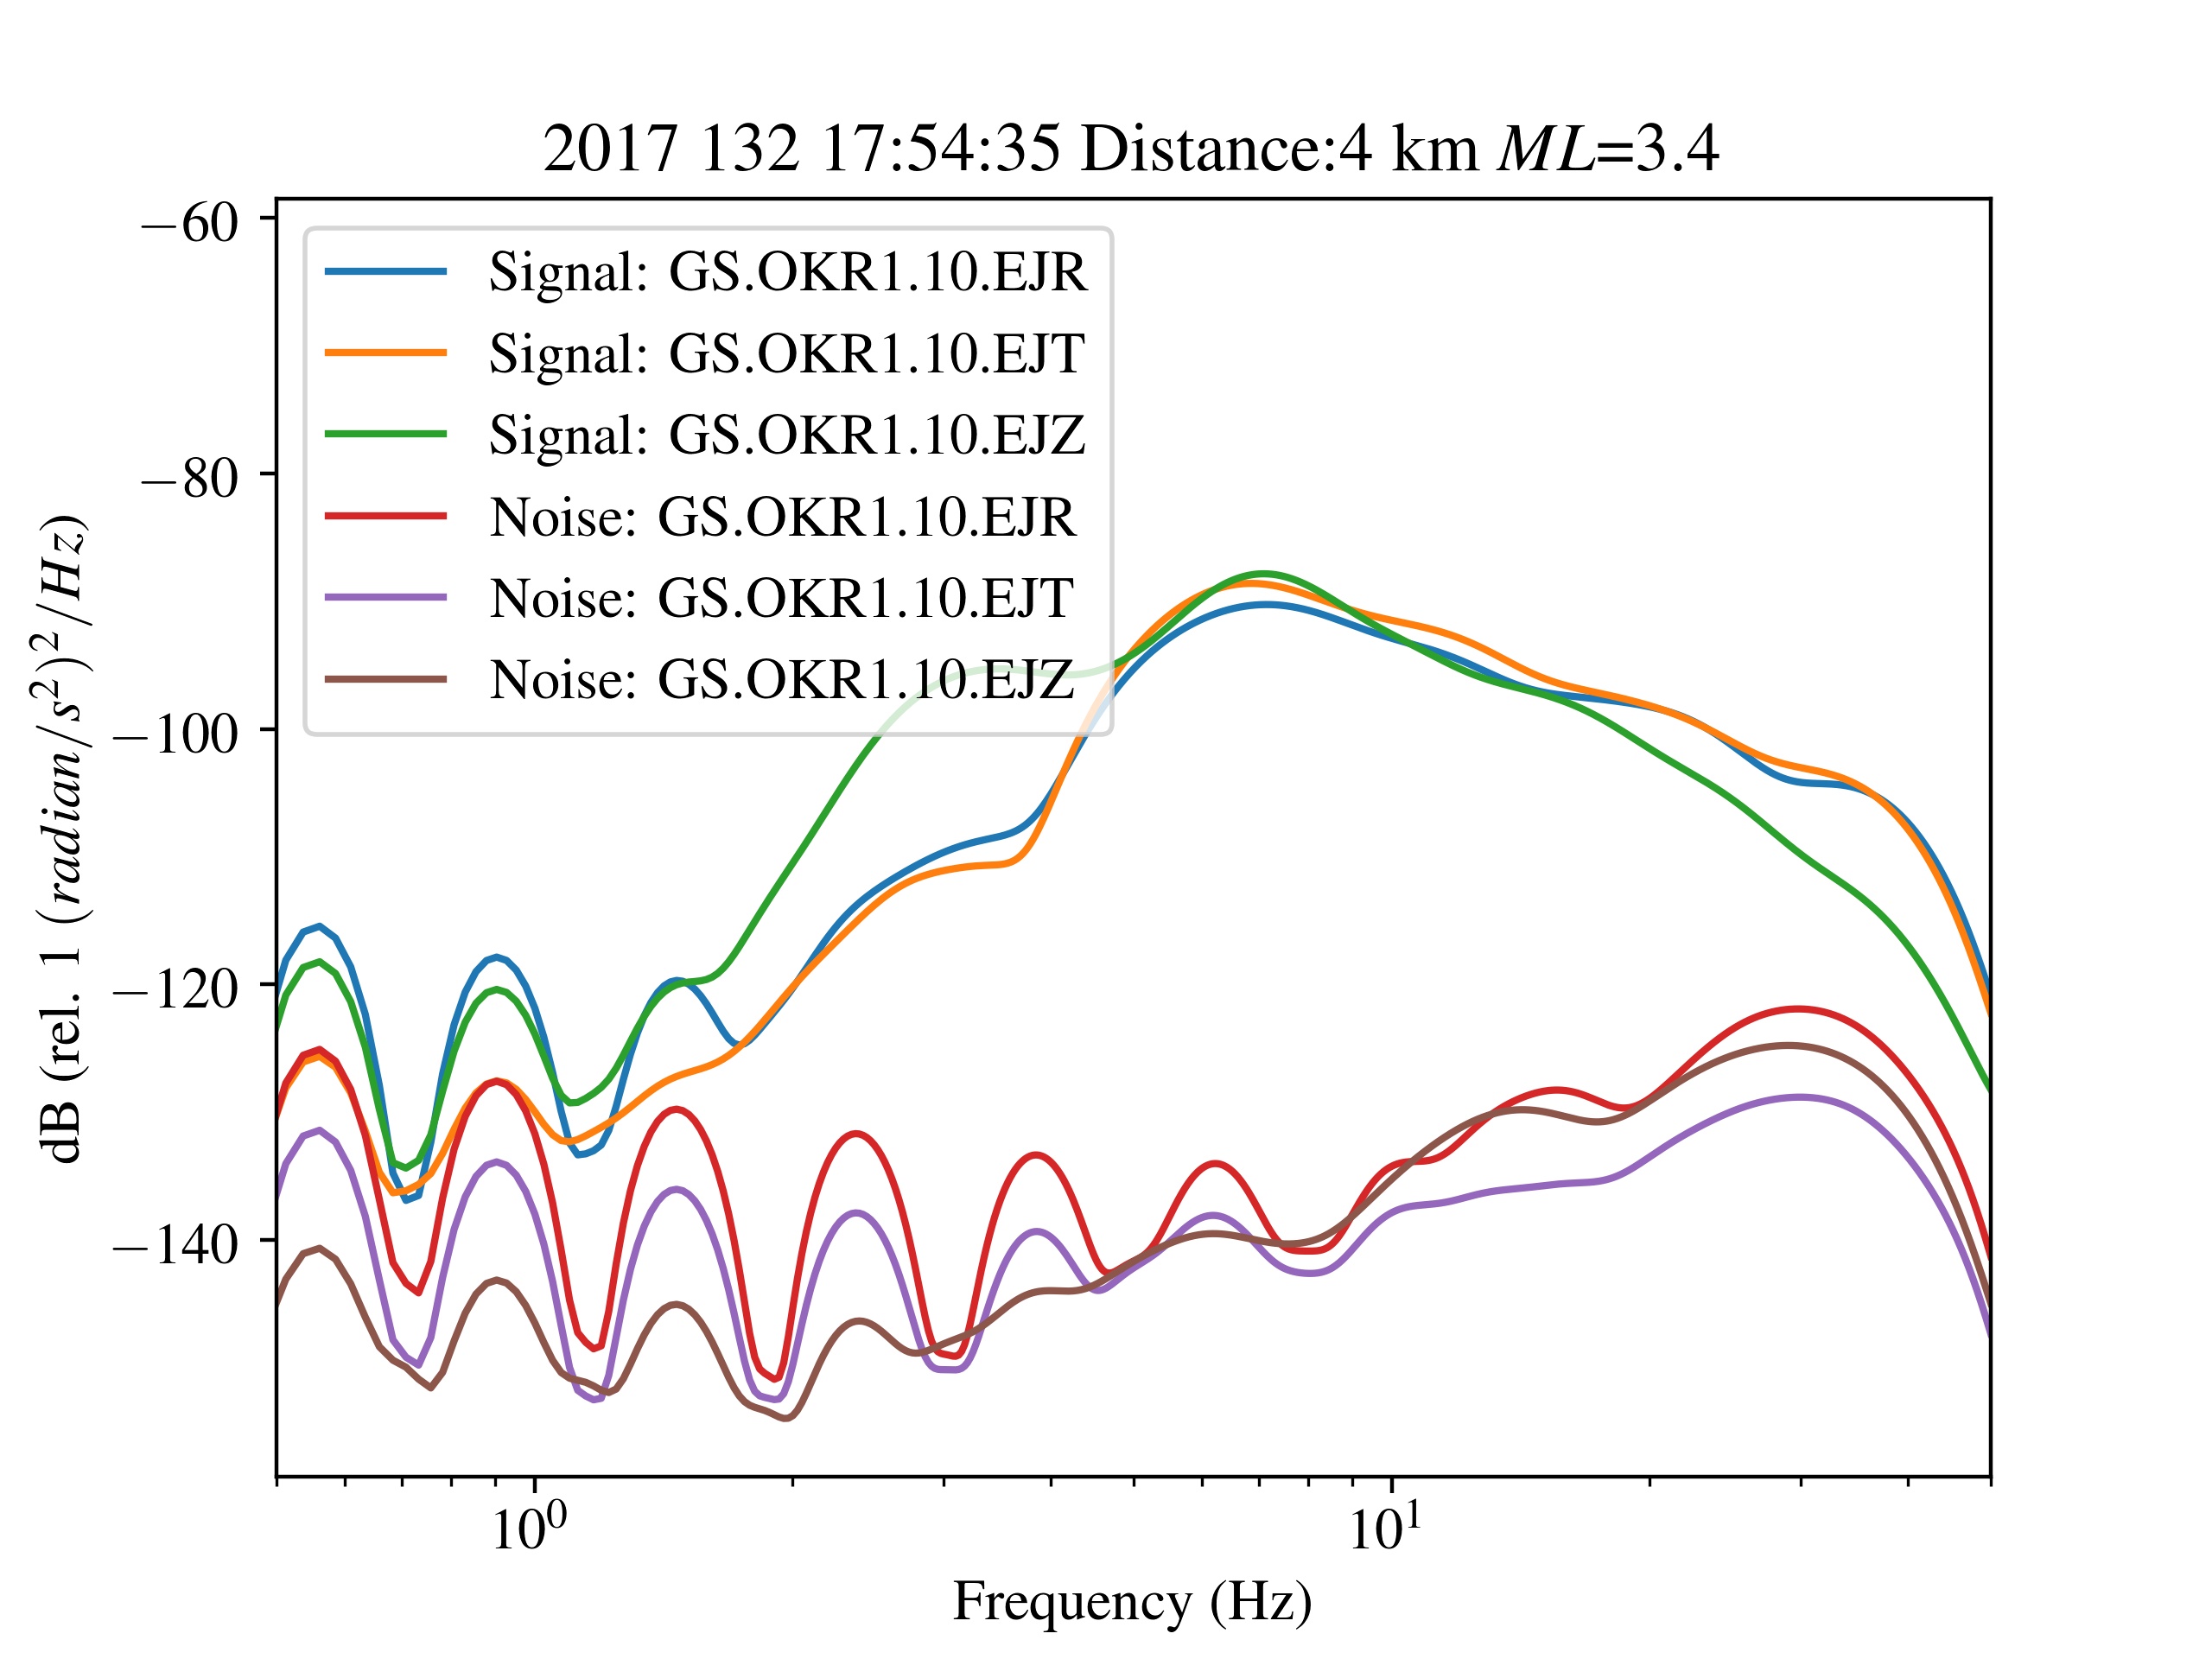 2017 132 17:54:35 Distance:4 km ML=3.4
−60
−80
−100
−120
−140
dB (rel. 1 (radian/s²))²/Hz)
Signal: GS.OKR1.10.EJR
Signal: GS.OKR1.10.EJT
Signal: GS.OKR1.10.EJZ
Noise: GS.OKR1.10.EJR
Noise: GS.OKR1.10.EJT
Noise: GS.OKR1.10.EJZ
10⁰ 10¹
Frequency (Hz)